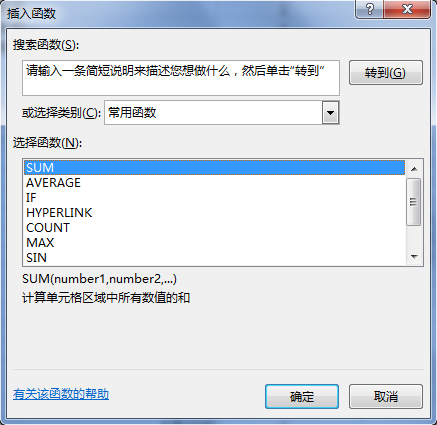 插入函数
搜索函数(S):
请输入一条简短说明来描述您想做什么，然后单击“转到”
转到(G)
或选择类别(C): 常用函数
选择函数(N):
SUM
AVERAGE
IF
HYPERLINK
COUNT
MAX
SIN
SUM(number1,number2,...)
计算单元格区域中所有数值的和
有关该函数的帮助
确定
取消